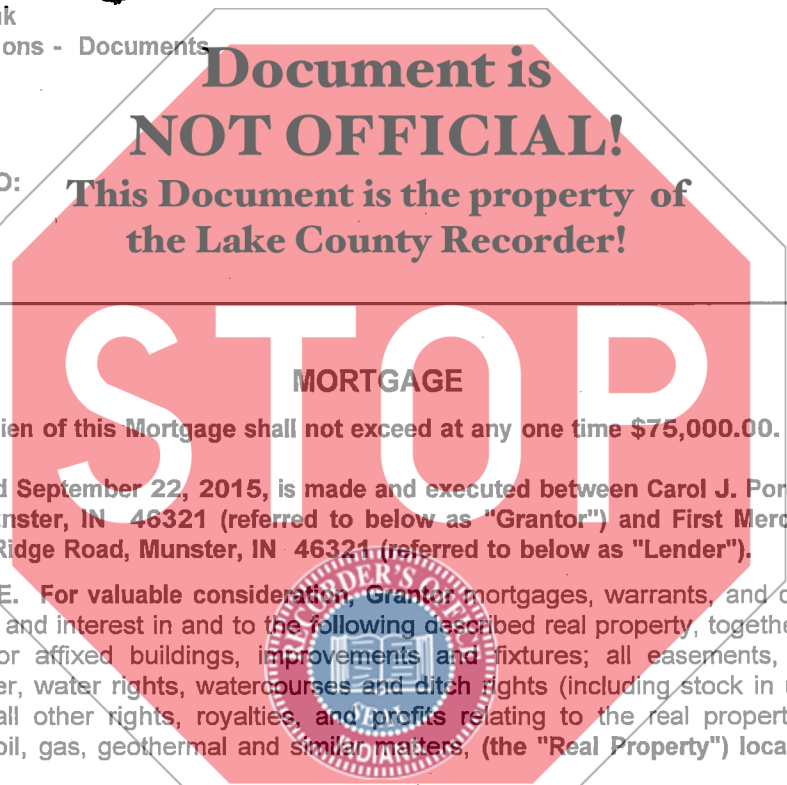 nk
ons - Documents
Document is
NOT OFFICIAL!
O:
This Document is the property of
the Lake County Recorder!
STOP
MORTGAGE
ien of this Mortgage shall not exceed at any one time $75,000.00.
d September 22, 2015, is made and executed between Carol J. Por
nster, IN 46321 (referred to below as "Grantor") and First Merc
Ridge Road, Munster, IN 46321 (referred to below as "Lender").
E. For valuable consideration, Grantor mortgages, warrants, and c
and interest in and to the following described real property, togethe
or affixed buildings, improvements and fixtures; all easements,
er, water rights, watercourses and ditch rights (including stock in u
all other rights, royalties, and profits relating to the real propert
oil, gas, geothermal and similar matters, (the "Real Property") loca
SEAL